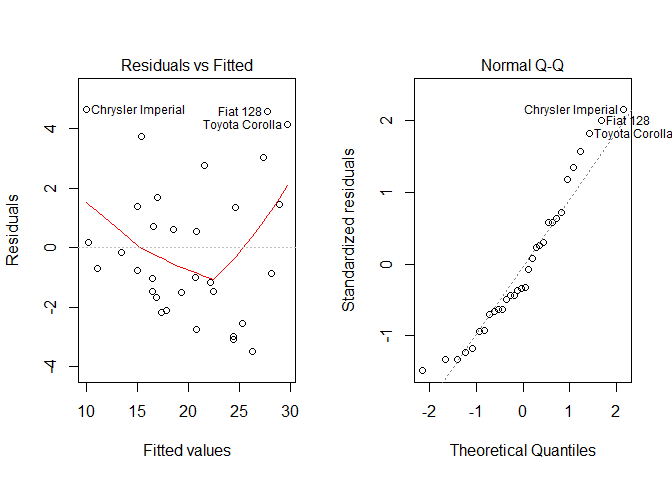 Residuals vs Fitted
Chrysler Imperial
Fiat 128
Toyota Corolla
Residuals
4
2
0
-2
-4
10
15
20
25
30
Fitted values
Normal Q-Q
Chrysler Imperial
Fiat 128
Toyota Corolla
Standardized residuals
2
1
0
-1
-2
-1
0
1
2
Theoretical Quantiles